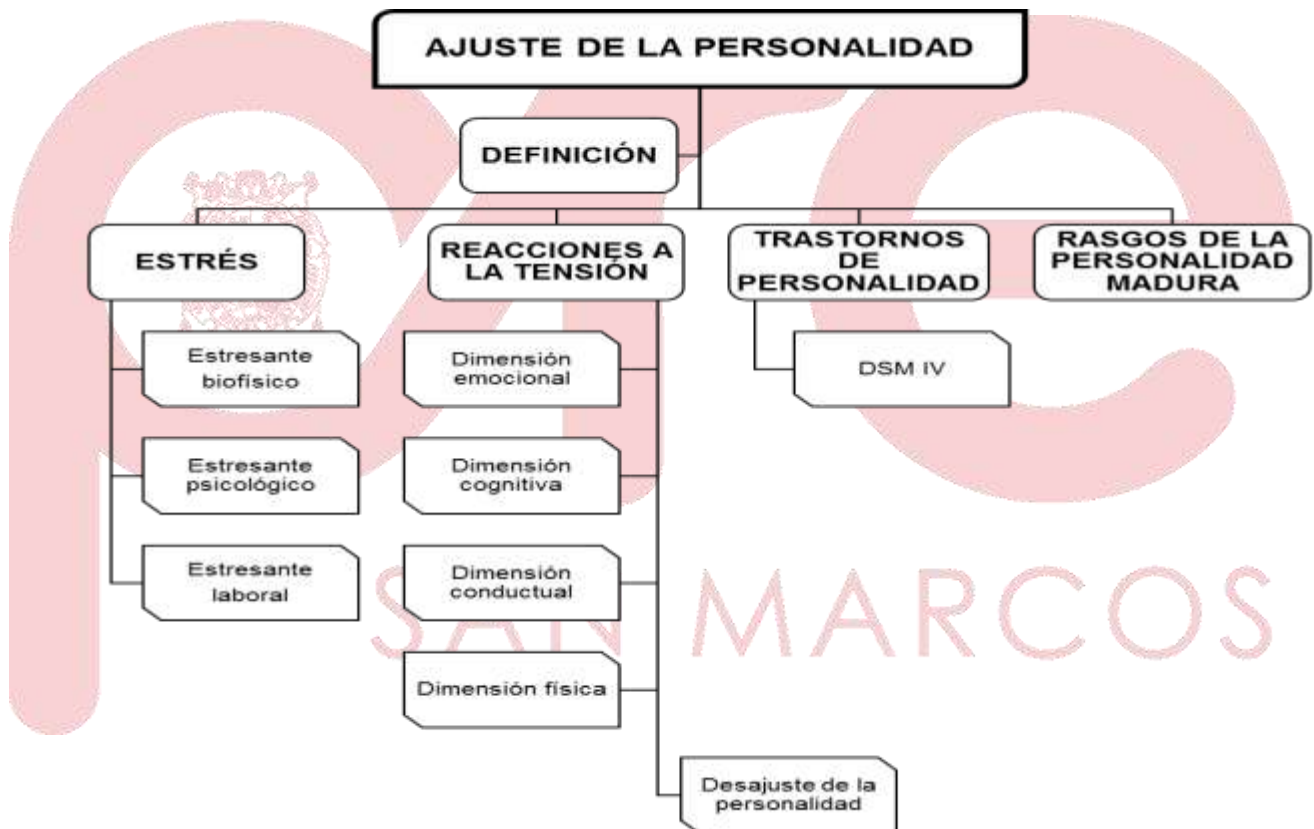 AJUSTE DE LA PERSONALIDAD
DEFINICIÓN
ESTRÉS
REACCIONES A
LA TENSIÓN
TRASTORNOS
DE
PERSONALIDAD
RASGOS DE LA
PERSONALIDAD
MADURA
Estresante
biofísico
Estresante
psicológico
Estresante
laboral
Dimensión
emocional
Dimensión
cognitiva
Dimensión
conductual
Dimensión física
Desajuste de la
personalidad
DSM IV
pre
SAN MARCOS